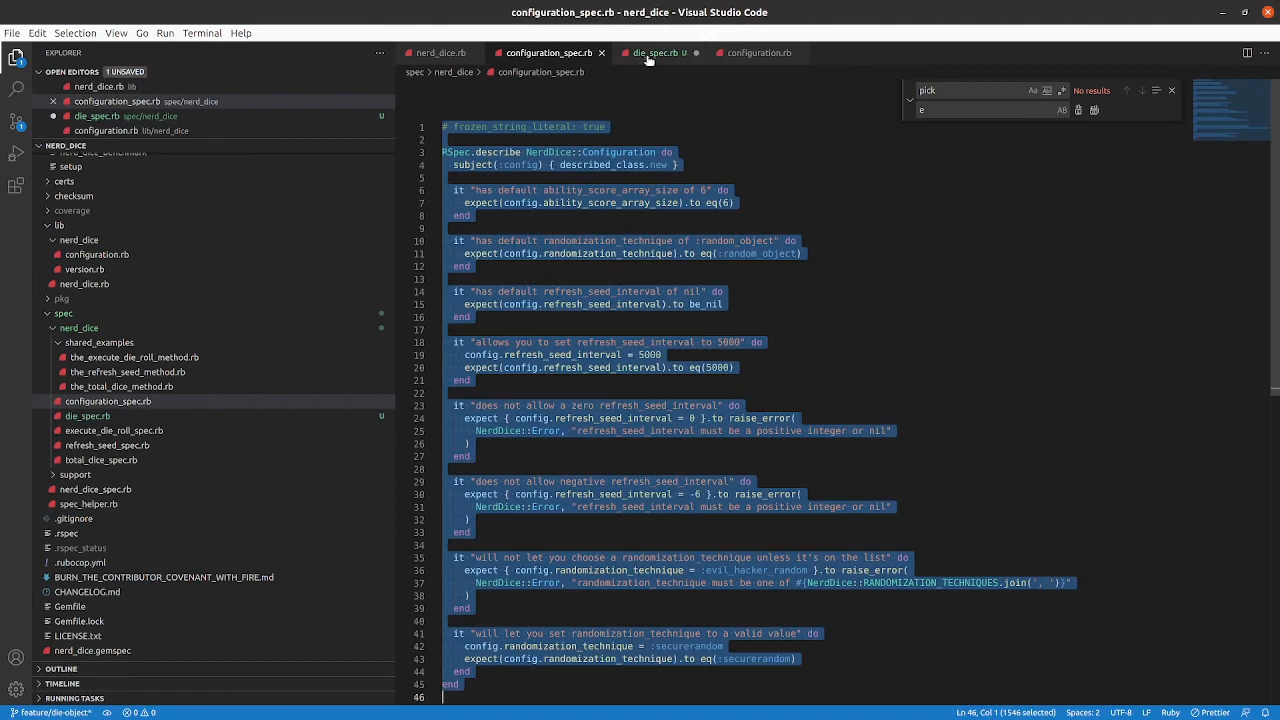 configuration_spec.rb - nerd_dice - Visual Studio Code
File Edit Selection View Go Run Terminal Help
EXPLORER
OPEN EDITORS 1 UNSAVED
nerd_dice.rb lib
configuration_spec.rb spec/nerd_dice
die_spec.rb spec/nerd_dice U
configuration.rb lib/nerd_dice
NERD_DICE
nerd_dice_benchmark
setup
certs
checksum
coverage
lib
nerd_dice
configuration.rb
version.rb
nerd_dice.rb
pkg
spec
nerd_dice
shared_examples
the_execute_die_roll_method.rb
the_refresh_seed_method.rb
the_total_dice_method.rb
configuration_spec.rb
die_spec.rb U
execute_die_roll_spec.rb
refresh_seed_spec.rb
total_dice_spec.rb
support
nerd_dice_spec.rb
spec_helper.rb
.gitignore
.rspec
.rspec_status
.rubocop.yml
BURN_THE_CONTRIBUTOR_COVENANT_WITH_FIRE.md
CHANGELOG.md
Gemfile
Gemfile.lock
LICENSE.txt
nerd_dice.gemspec
OUTLINE
TIMELINE
RUNNING TASKS
nerd_dice.rb configuration_spec.rb die_spec.rb U configuration.rb
spec > nerd_dice > configuration_spec.rb
pick Aa Ab No results
e AB
1 # frozen_string_literal: true
2
3 RSpec.describe NerdDice::Configuration do
4 subject(:config) { described_class.new }
5
6 it "has default ability_score_array_size of 6" do
7 expect(config.ability_score_array_size).to eq(6)
8 end
9
10 it "has default randomization_technique of :random_object" do
11 expect(config.randomization_technique).to eq(:random_object)
12 end
13
14 it "has default refresh_seed_interval of nil" do
15 expect(config.refresh_seed_interval).to be_nil
16 end
17
18 it "allows you to set refresh_seed_interval to 5000" do
19 config.refresh_seed_interval = 5000
20 expect(config.refresh_seed_interval).to eq(5000)
21 end
22
23 it "does not allow a zero refresh_seed_interval" do
24 expect { config.refresh_seed_interval = 0 }.to raise_error(
25 NerdDice::Error, "refresh_seed_interval must be a positive integer or nil"
26 )
27 end
28
29 it "does not allow negative refresh_seed_interval" do
30 expect { config.refresh_seed_interval = -6 }.to raise_error(
31 NerdDice::Error, "refresh_seed_interval must be a positive integer or nil"
32 )
33 end
34
35 it "will not let you choose a randomization_technique unless it's on the list" do
36 expect { config.randomization_technique = :evil_hacker_random }.to raise_error(
37 NerdDice::Error, "randomization_technique must be one of #{NerdDice::RANDOMIZATION_TECHNIQUES.join(', ')}"
38 )
39 end
40
41 it "will let you set randomization_technique to a valid value" do
42 config.randomization_technique = :securerandom
43 expect(config.randomization_technique).to eq(:securerandom)
44 end
45 end
46
feature/die-object* 0 0 Ln 46, Col 1 (1546 selected) Spaces: 2 UTF-8 LF Ruby Prettier